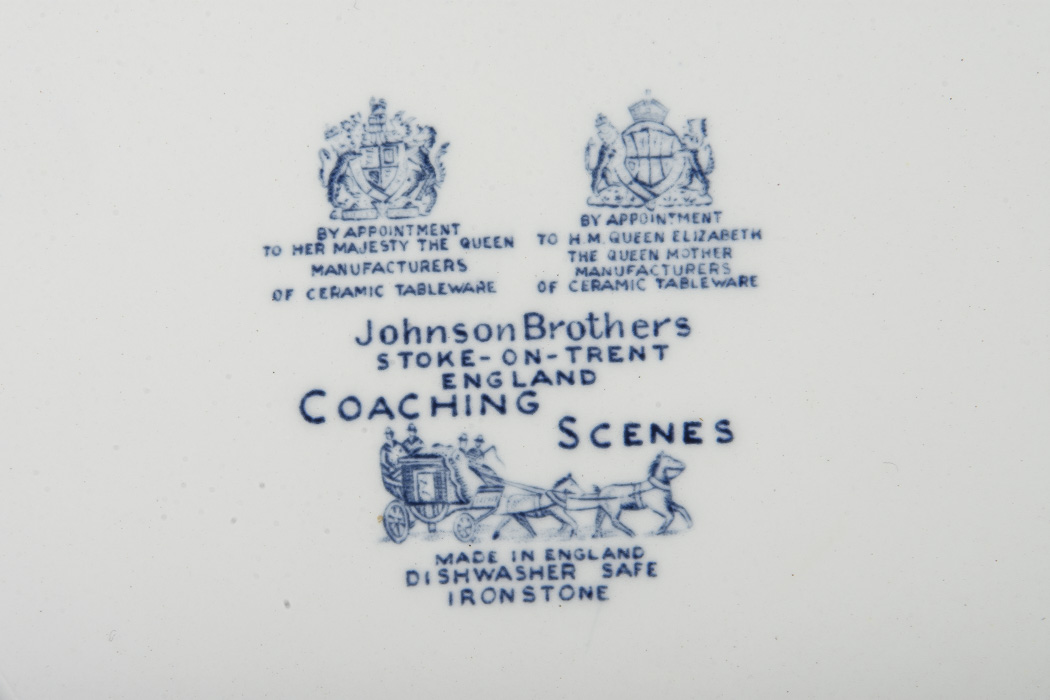 BY APPOINTMENT
TO HER MAJESTY THE QUEEN
MANUFACTURERS
OF CERAMIC TABLEWARE
BY APPOINTMENT
TO H.M. QUEEN ELIZABETH
THE QUEEN MOTHER
MANUFACTURERS
OF CERAMIC TABLEWARE
Johnson Brothers
STOKE-ON-TRENT
ENGLAND
COACHING
SCENES
MADE IN ENGLAND
DISHWASHER SAFE
IRONSTONE